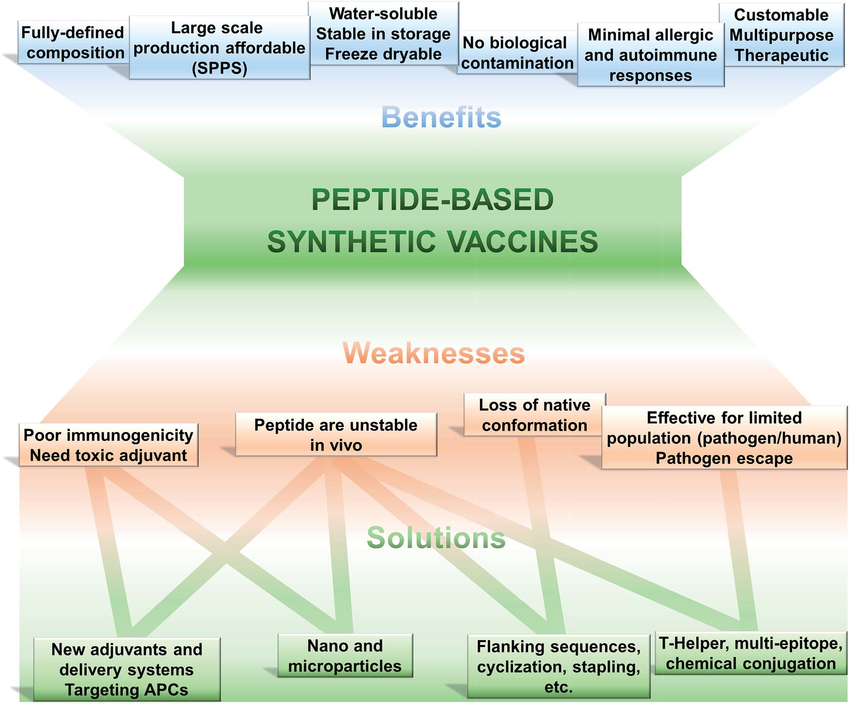 Fully-defined
composition
Large scale
production affordable
(SPPS)
Water-soluble
Stable in storage
Freeze dryable
No biological
contamination
Minimal allergic
and autoimmune
responses
Customable
Multipurpose
Therapeutic
Benefits
PEPTIDE-BASED
SYNTHETIC VACCINES
Weaknesses
Poor immunogenicity
Need toxic adjuvant
Peptide are unstable
in vivo
Loss of native
conformation
Effective for limited
population (pathogen/human)
Pathogen escape
Solutions
New adjuvants and
delivery systems
Targeting APCs
Nano and
microparticles
Flanking sequences,
cyclization, stapling,
etc.
T-Helper, multi-epitope,
chemical conjugation